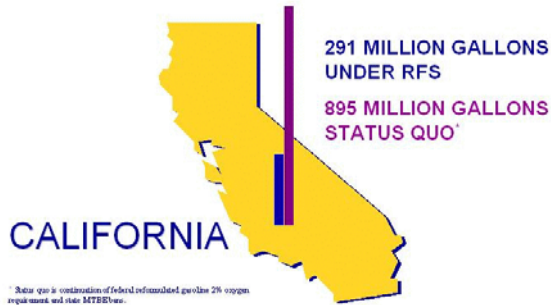 291 MILLION GALLONS
UNDER RFS
895 MILLION GALLONS
STATUS QUO*
CALIFORNIA
* Status quo is continuation of federal reformulated gasoline 2% oxygen
requirement and state MTBE bans.